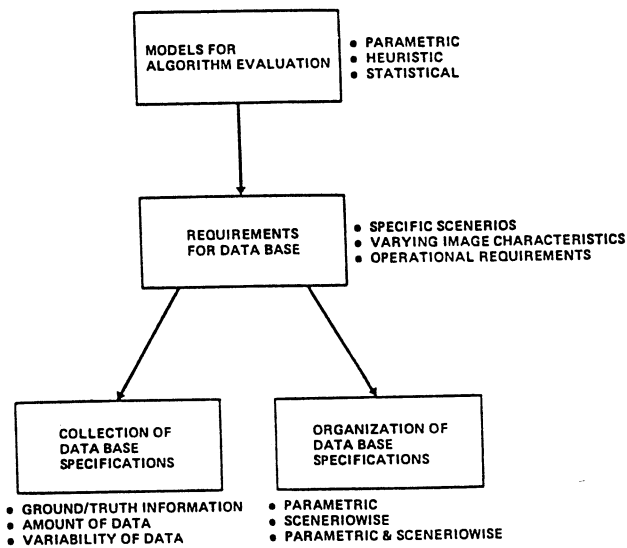 MODELS FOR
ALGORITHM EVALUATION
• PARAMETRIC
• HEURISTIC
• STATISTICAL
REQUIREMENTS
FOR DATA BASE
• SPECIFIC SCENERIOS
• VARYING IMAGE CHARACTERISTICS
• OPERATIONAL REQUIREMENTS
COLLECTION OF
DATA BASE
SPECIFICATIONS
• GROUND/TRUTH INFORMATION
• AMOUNT OF DATA
• VARIABILITY OF DATA
ORGANIZATION OF
DATA BASE
SPECIFICATIONS
• PARAMETRIC
• SCENERIOWISE
• PARAMETRIC & SCENERIOWISE